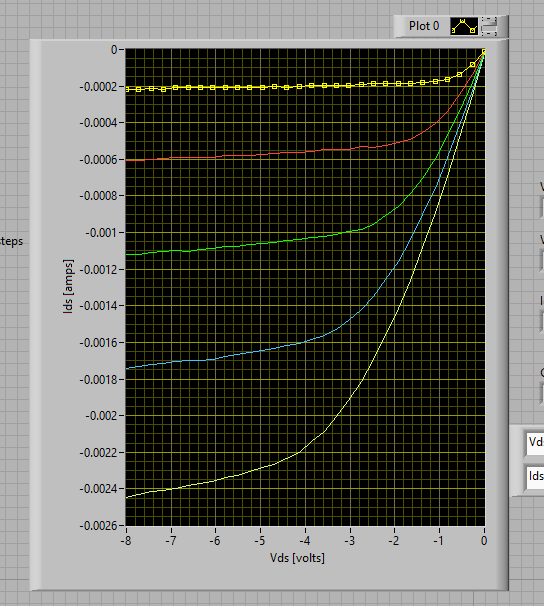 Plot 0
0
-0.0002
-0.0004
-0.0006
-0.0008
-0.001
-0.0012
-0.0014
-0.0016
-0.0018
-0.002
-0.0022
-0.0024
-0.0026
Ids [amps]
-8 -7 -6 -5 -4 -3 -2 -1 0
Vds [volts]
teps
V
V
I
Vd
Ids